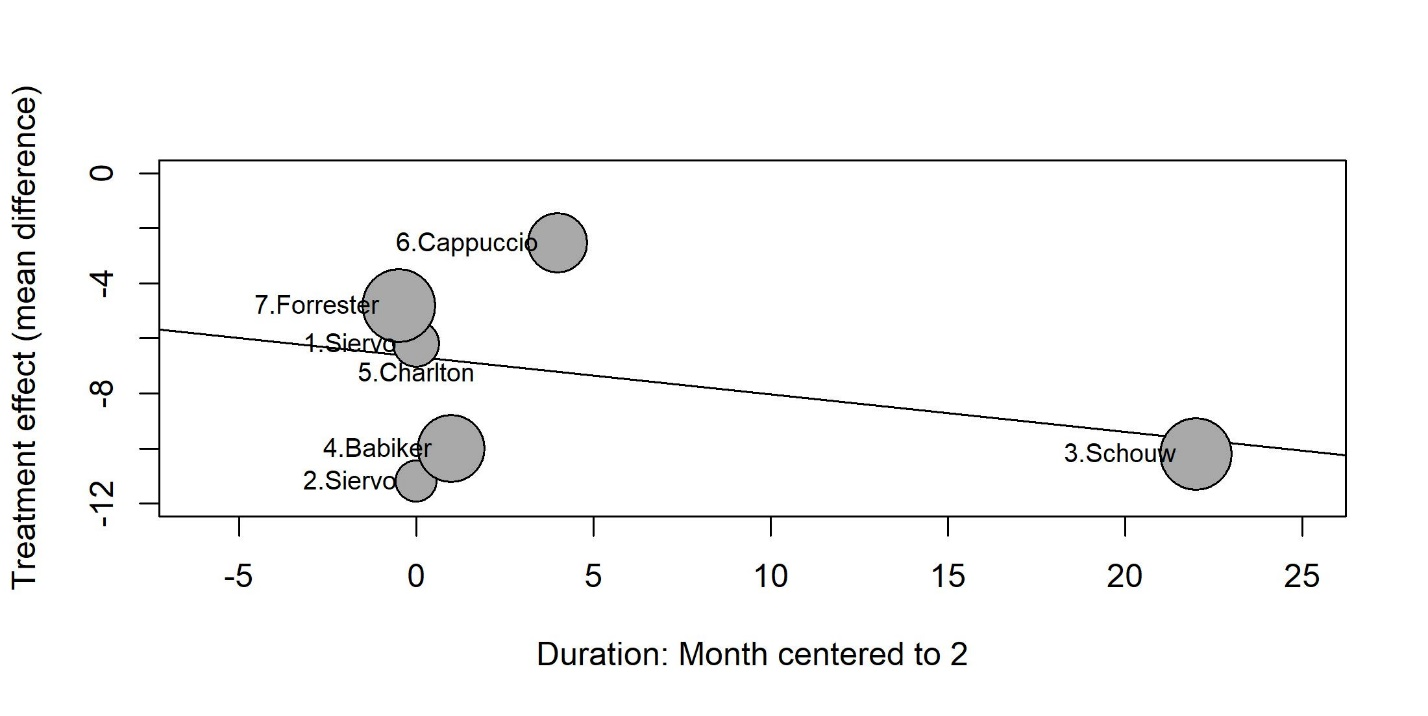 Treatment effect (mean difference)
0
-4
-8
-12
6.Cappuccio
7.Forrester
1.Siervo
5.Charlton
4.Babiker
3.Schouw
2.Siervo
-5 0 5 10 15 20 25
Duration: Month centered to 2